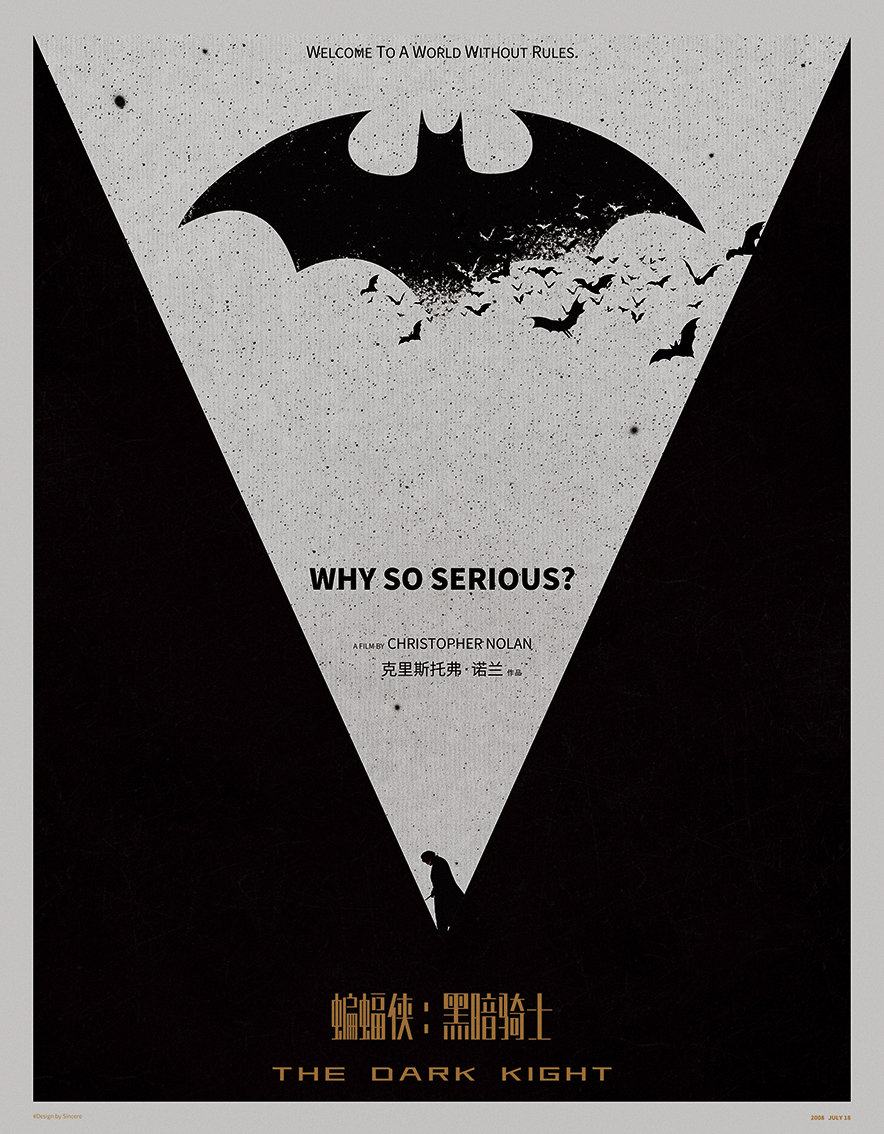 WELCOME TO A WORLD WITHOUT RULES.
WHY SO SERIOUS?
A FILM BY CHRISTOPHER NOLAN
克里斯托弗·诺兰 作品
蝙蝠侠：黑暗骑士
THE DARK KIGHT
#Design by Sincere
2008 JULY 18